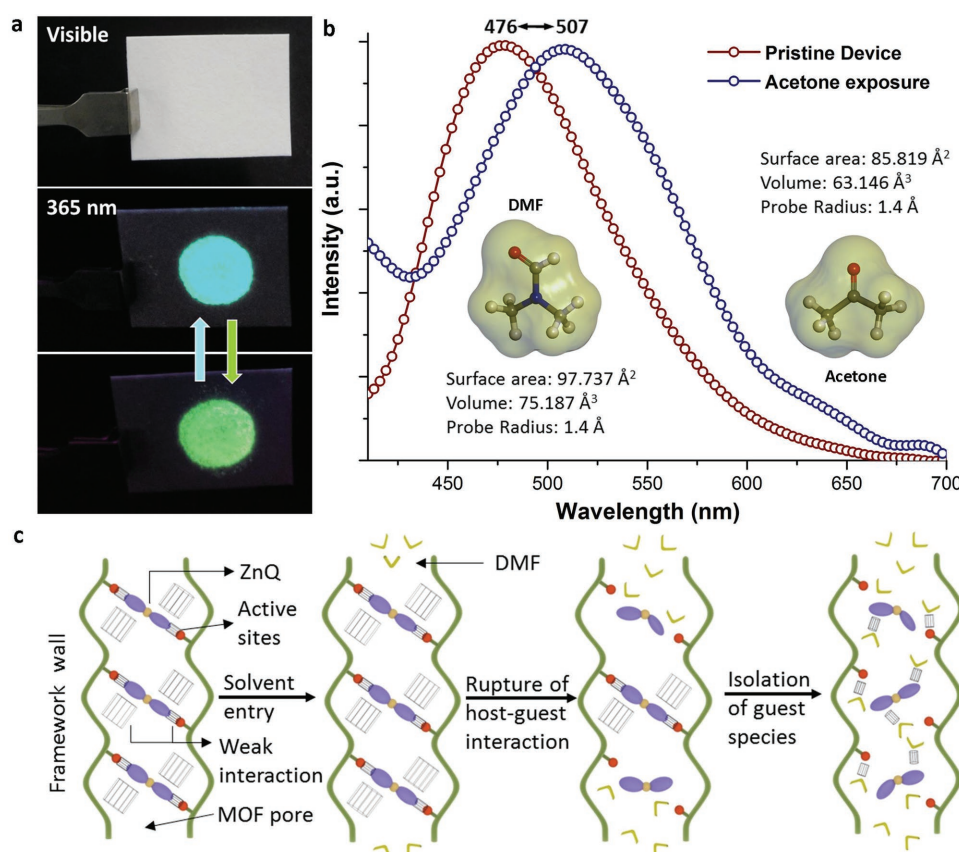 a
Visible
365 nm
b
476 ↔ 507
Pristine Device
Acetone exposure
Surface area: 85.819 Å²
Volume: 63.146 Å³
Probe Radius: 1.4 Å
DMF
Acetone
Surface area: 97.737 Å²
Volume: 75.187 Å³
Probe Radius: 1.4 Å
Intensity (a.u.)
450
500
550
600
650
700
Wavelength (nm)
c
Framework wall
ZnQ
Active
sites
Weak
interaction
MOF pore
Solvent
entry
DMF
Rupture of
host-guest
interaction
Isolation
of guest
species